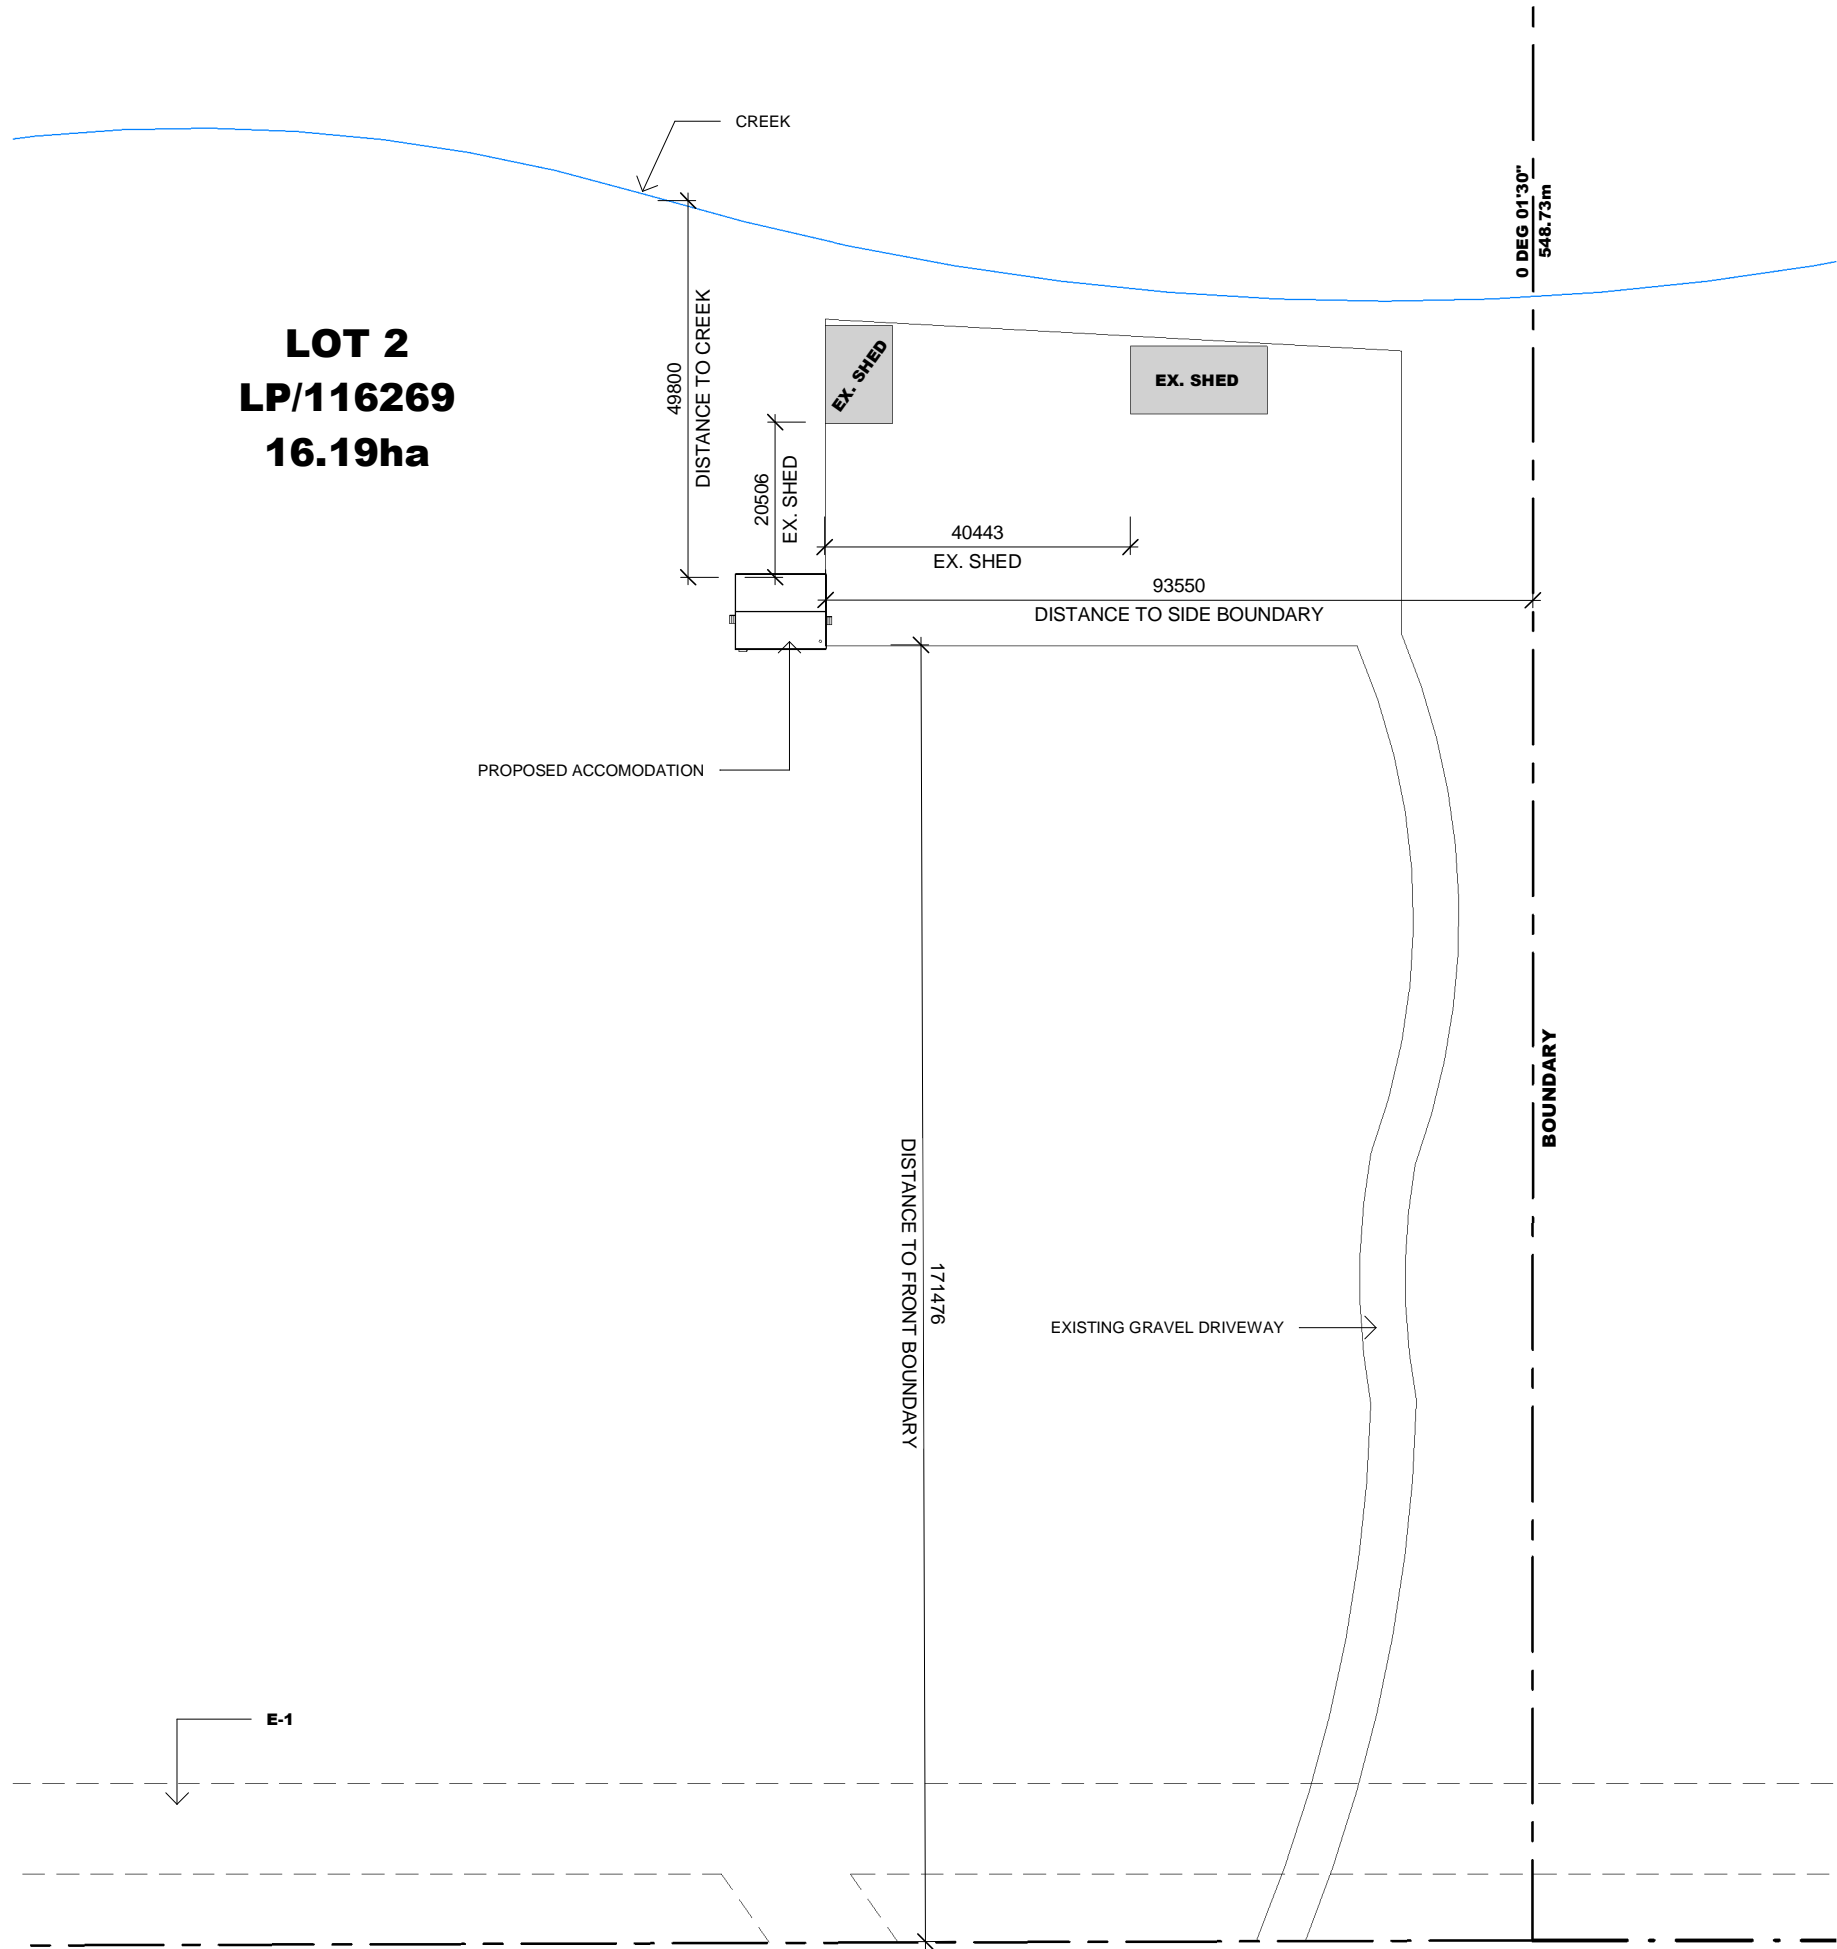 CREEK
0 DEG 01'30"
548.73m
LOT 2
LP/116269
16.19ha
49800
DISTANCE TO CREEK
EX. SHED
EX. SHED
20506
EX. SHED
40443
EX. SHED
93550
DISTANCE TO SIDE BOUNDARY
PROPOSED ACCOMODATION
BOUNDARY
171476
DISTANCE TO FRONT BOUNDARY
EXISTING GRAVEL DRIVEWAY
E-1